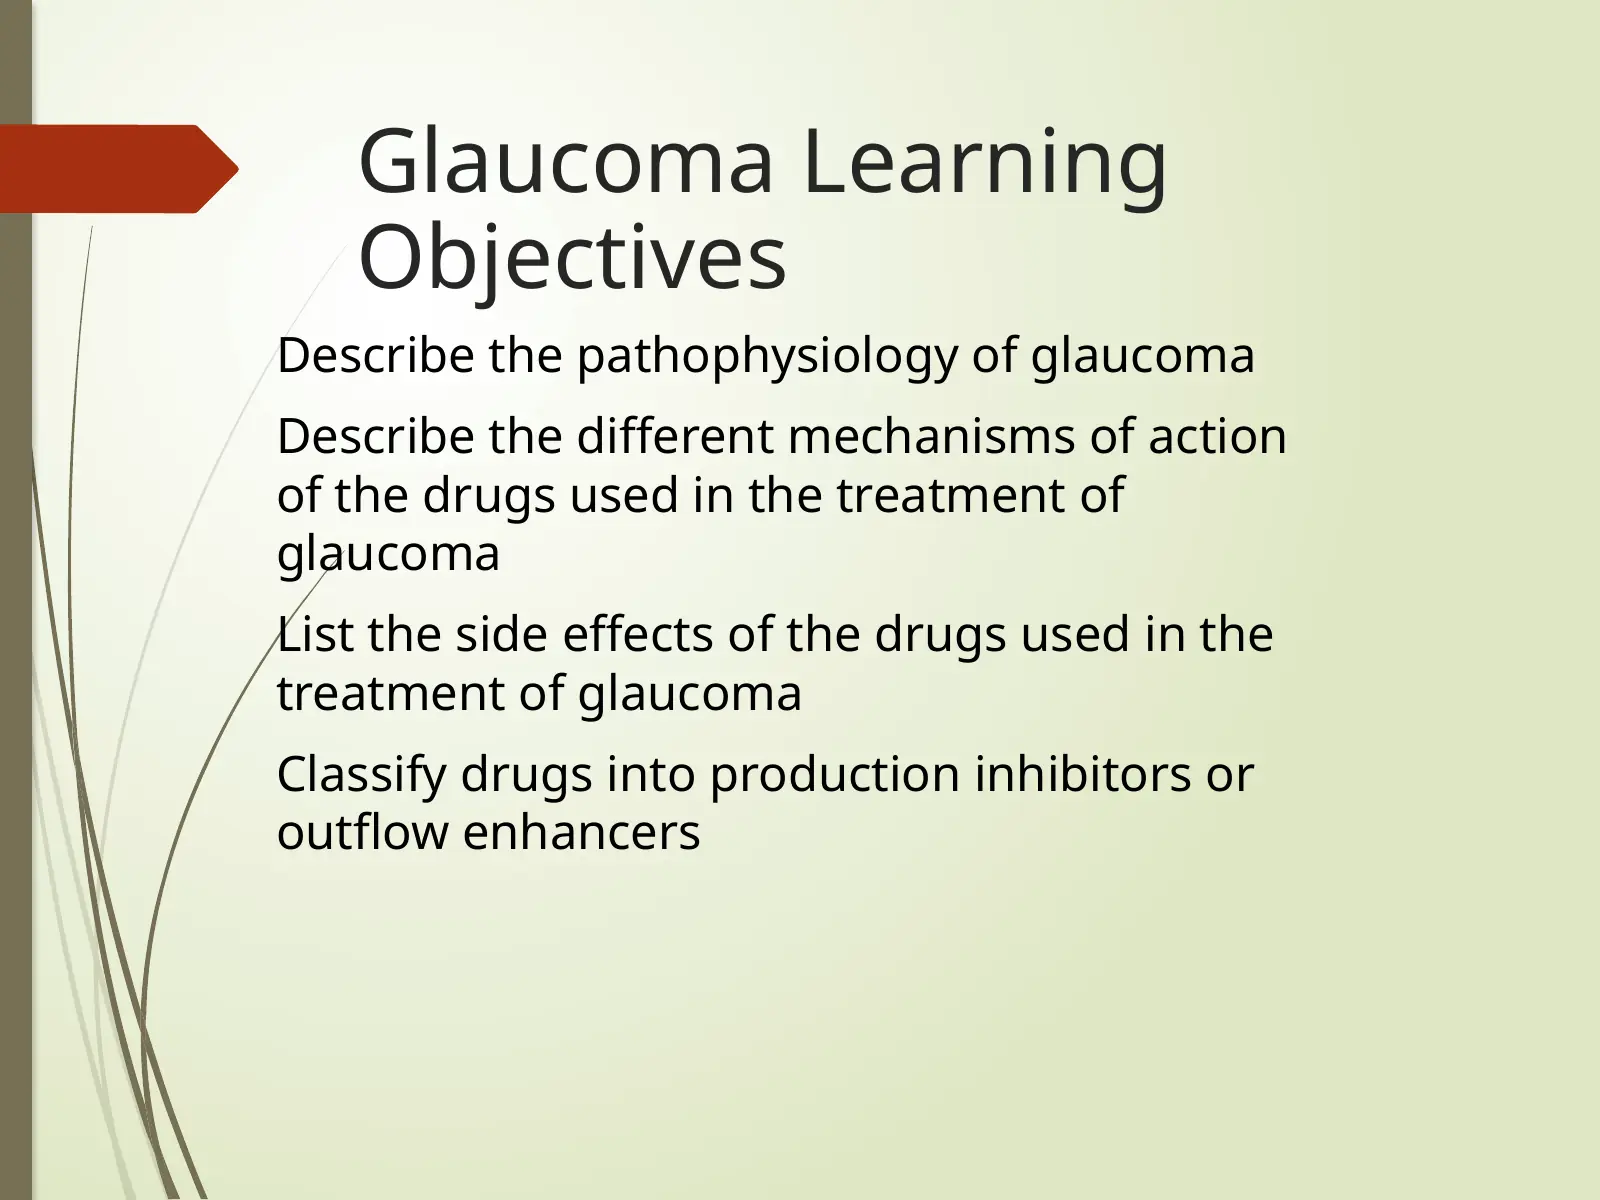 Glaucoma Learning
Objectives
Describe the pathophysiology of glaucoma
Describe the different mechanisms of action
of the drugs used in the treatment of
glaucoma
List the side effects of the drugs used in the
treatment of glaucoma
Classify drugs into production inhibitors or
outflow enhancers